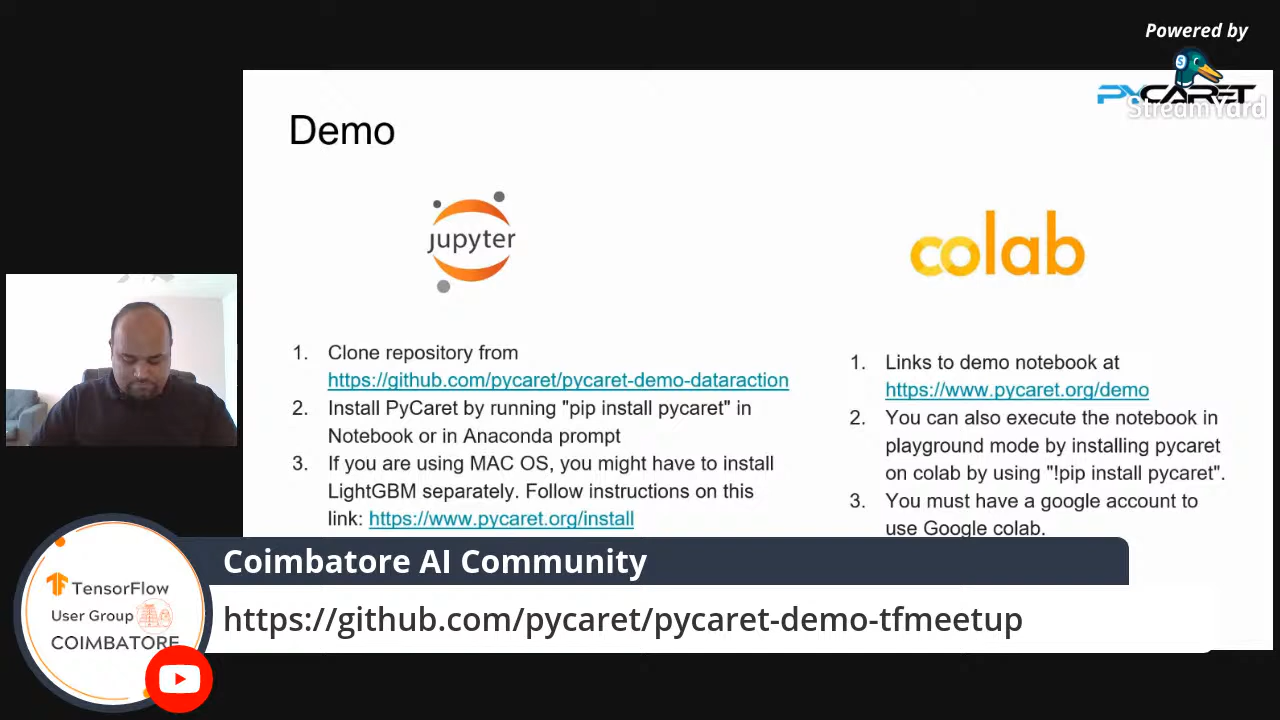 Powered by
PYCARET
StreamYard
Demo
jupyter
colab
1. Clone repository from
https://github.com/pycaret/pycaret-demo-dataraction
2. Install PyCaret by running "pip install pycaret" in
Notebook or in Anaconda prompt
3. If you are using MAC OS, you might have to install
LightGBM separately. Follow instructions on this
link: https://www.pycaret.org/install
1. Links to demo notebook at
https://www.pycaret.org/demo
2. You can also execute the notebook in
playground mode by installing pycaret
on colab by using "!pip install pycaret".
3. You must have a google account to
use Google colab.
Coimbatore AI Community
https://github.com/pycaret/pycaret-demo-tfmeetup
TensorFlow
User Group
COIMBATORE